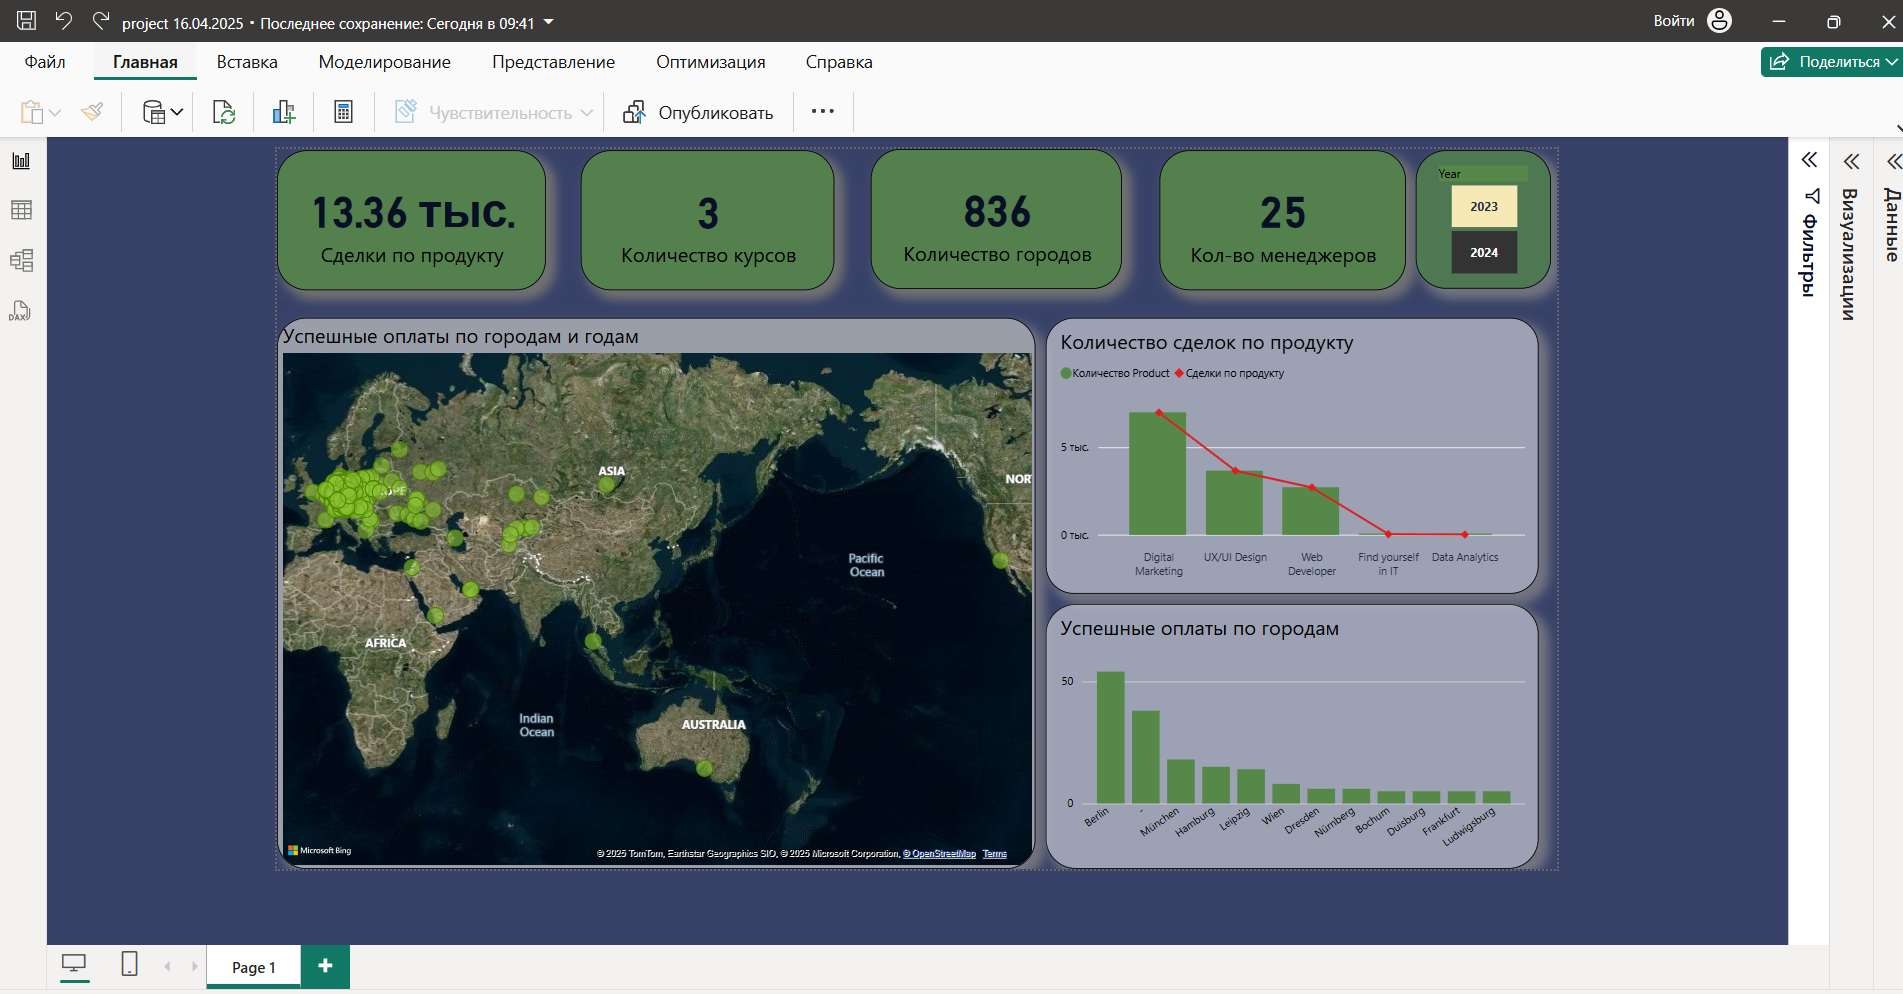 project 16.04.2025 • Последнее сохранение: Сегодня в 09:41
Войти
Файл
Главная
Вставка
Моделирование
Представление
Оптимизация
Справка
Поделиться
Чувствительность
Опубликовать
13.36 тыс.
Сделки по продукту
3
Количество курсов
836
Количество городов
25
Кол-во менеджеров
Year
2023
2024
Фильтры
Визуализации
Данные
DAX
Успешные оплаты по городам и годам
ASIA
NOR
OPE
Pacific
Ocean
AFRICA
Indian
Ocean
AUSTRALIA
Microsoft Bing
© 2025 TomTom, Earthstar Geographics SIO, © 2025 Microsoft Corporation, © OpenStreetMap Terms
Количество сделок по продукту
Количество Product Сделки по продукту
5 тыс.
0 тыс.
Digital
Marketing
UX/UI Design
Web
Developer
Find yourself
in IT
Data Analytics
Успешные оплаты по городам
50
0
Berlin
-
München
Hamburg
Leipzig
Wien
Dresden
Nürnberg
Bochum
Duisburg
Frankfurt
Ludwigsburg
Page 1